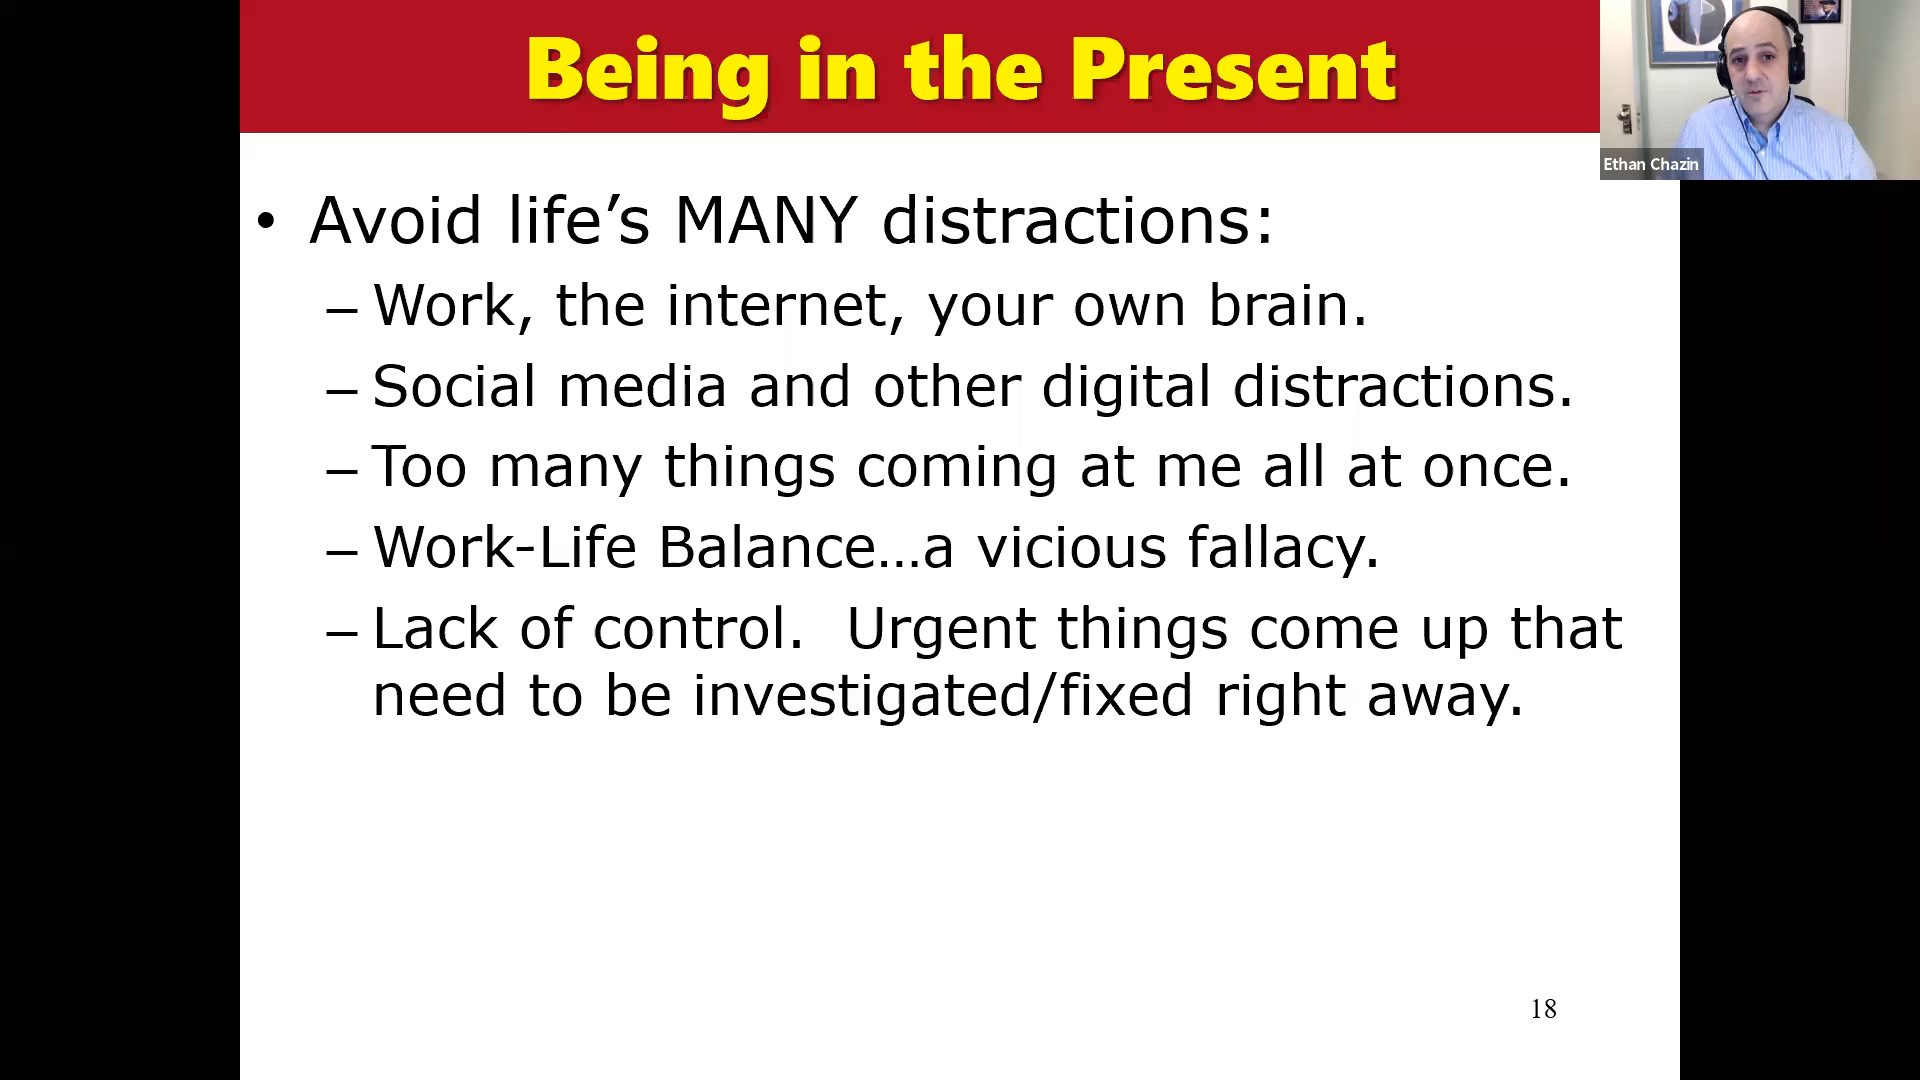 Being in the Present
Ethan Chazin
• Avoid life’s MANY distractions:
– Work, the internet, your own brain.
– Social media and other digital distractions.
– Too many things coming at me all at once.
– Work-Life Balance…a vicious fallacy.
– Lack of control.  Urgent things come up that
need to be investigated/fixed right away.
18